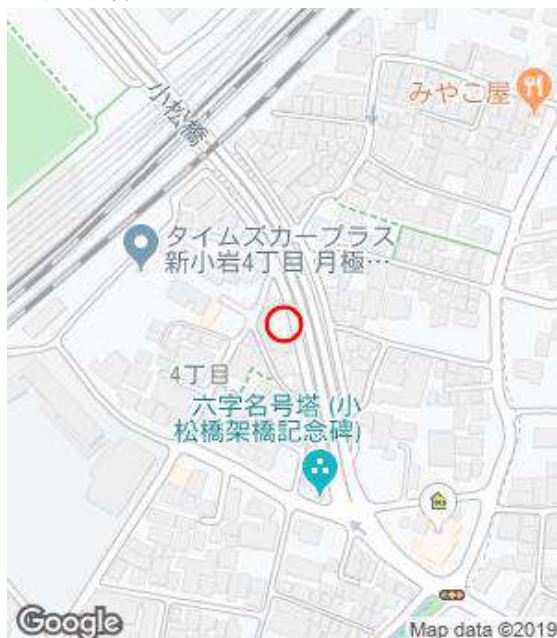 小松橋
みやこ屋
タイムズカープラス
新小岩4丁目 月極…
4丁目
六字名号塔 (小
松橋架橋記念碑)
Google
Map data ©2019